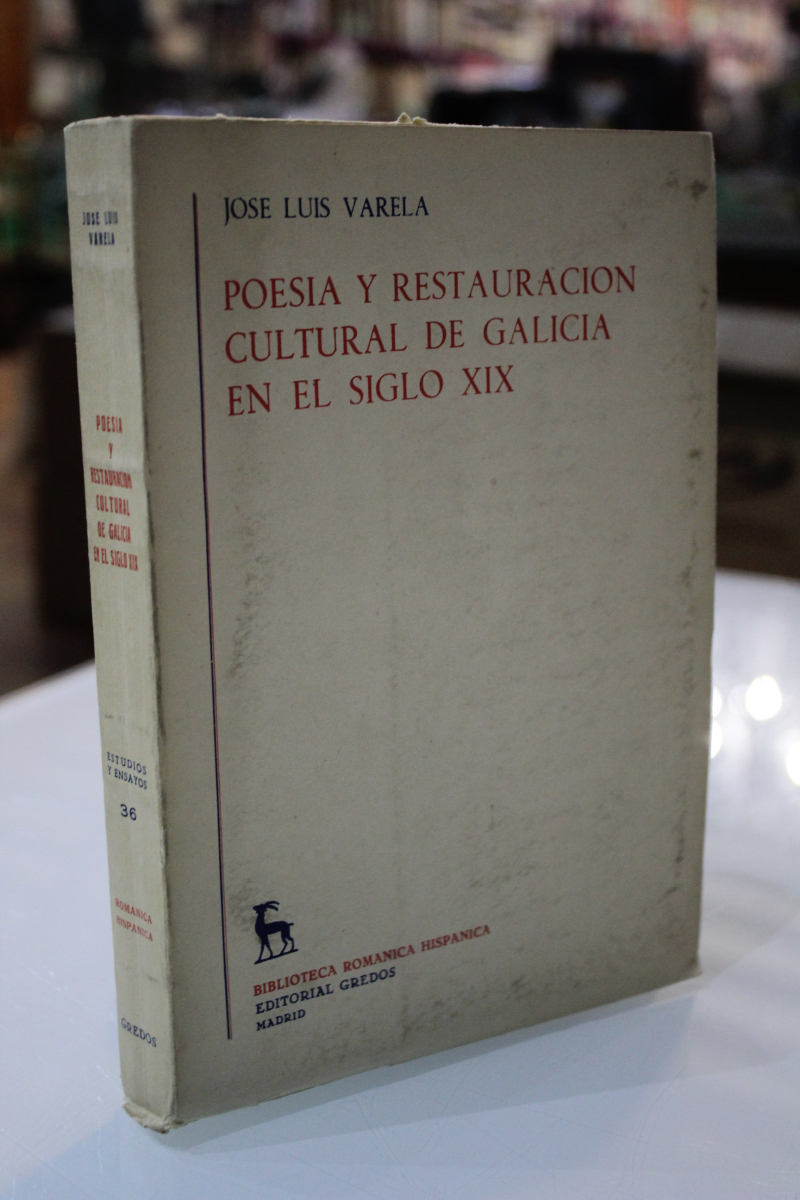 JOSE LUIS
VARELA
POESIA
Y
RESTAURACION
CULTURAL
DE GALICIA
EN EL SIGLO XIX
ESTUDIOS
Y ENSAYOS
36
ROMANICA
HISPANICA
GREDOS
JOSE LUIS VARELA
POESIA Y RESTAURACION
CULTURAL DE GALICIA
EN EL SIGLO XIX
BIBLIOTECA ROMANICA HISPANICA
EDITORIAL GREDOS
MADRID